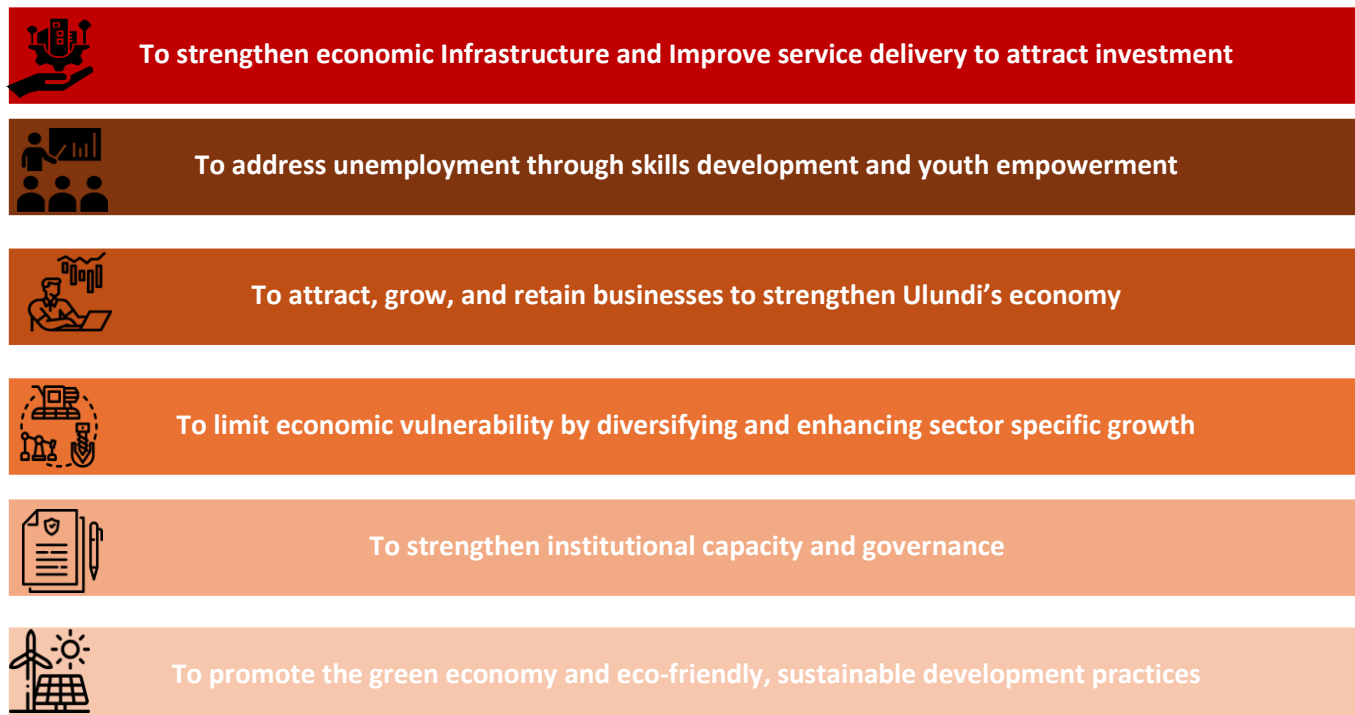 To strengthen economic Infrastructure and Improve service delivery to attract investment
To address unemployment through skills development and youth empowerment
To attract, grow, and retain businesses to strengthen Ulundi’s economy
To limit economic vulnerability by diversifying and enhancing sector specific growth
To strengthen institutional capacity and governance
To promote the green economy and eco-friendly, sustainable development practices